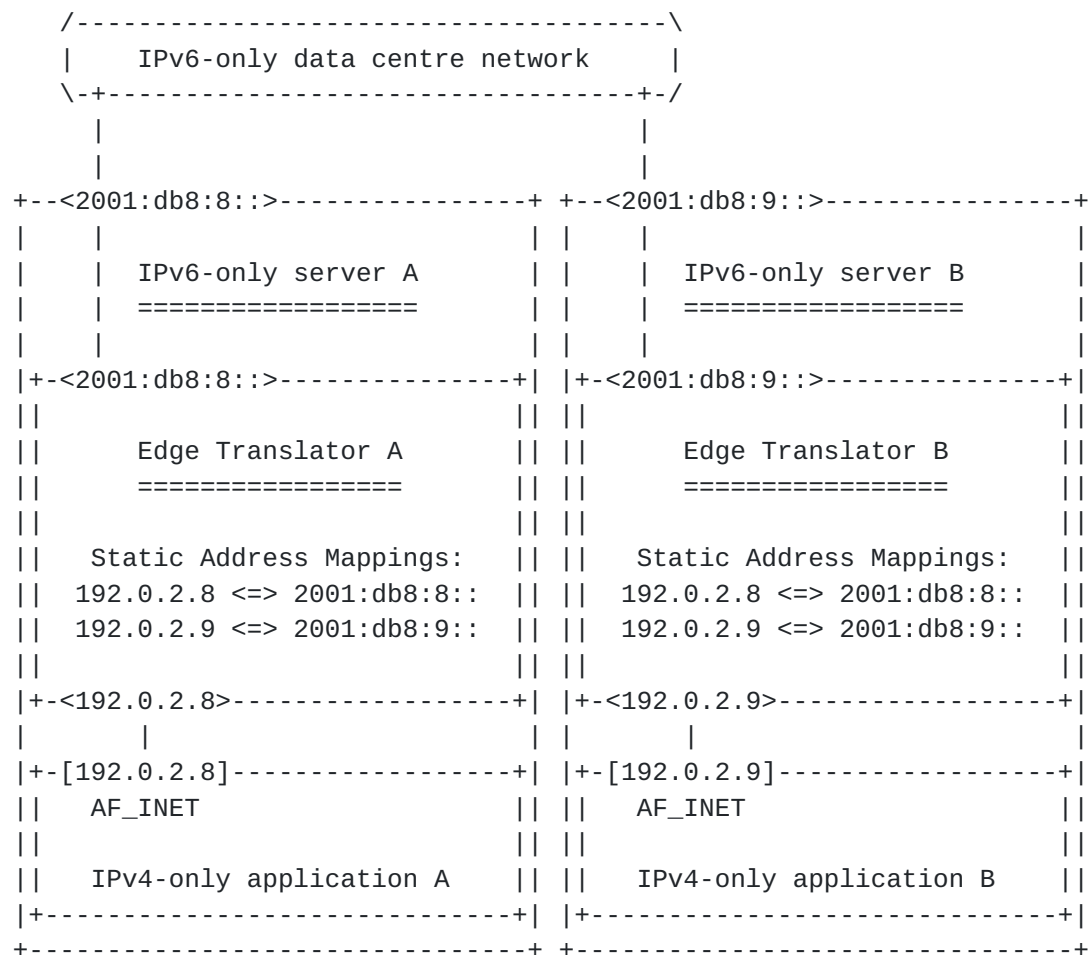 IPv6-only data centre network
<2001:db8:8::> <2001:db8:9::>
IPv6-only server A IPv6-only server B
================== ==================
<2001:db8:8::> <2001:db8:9::>
Edge Translator A Edge Translator B
================= =================
Static Address Mappings: Static Address Mappings:
192.0.2.8 <=> 2001:db8:8:: 192.0.2.8 <=> 2001:db8:8::
192.0.2.9 <=> 2001:db8:9:: 192.0.2.9 <=> 2001:db8:9::
<192.0.2.8> <192.0.2.9>
[192.0.2.8] [192.0.2.9]
AF_INET AF_INET
IPv4-only application A IPv4-only application B